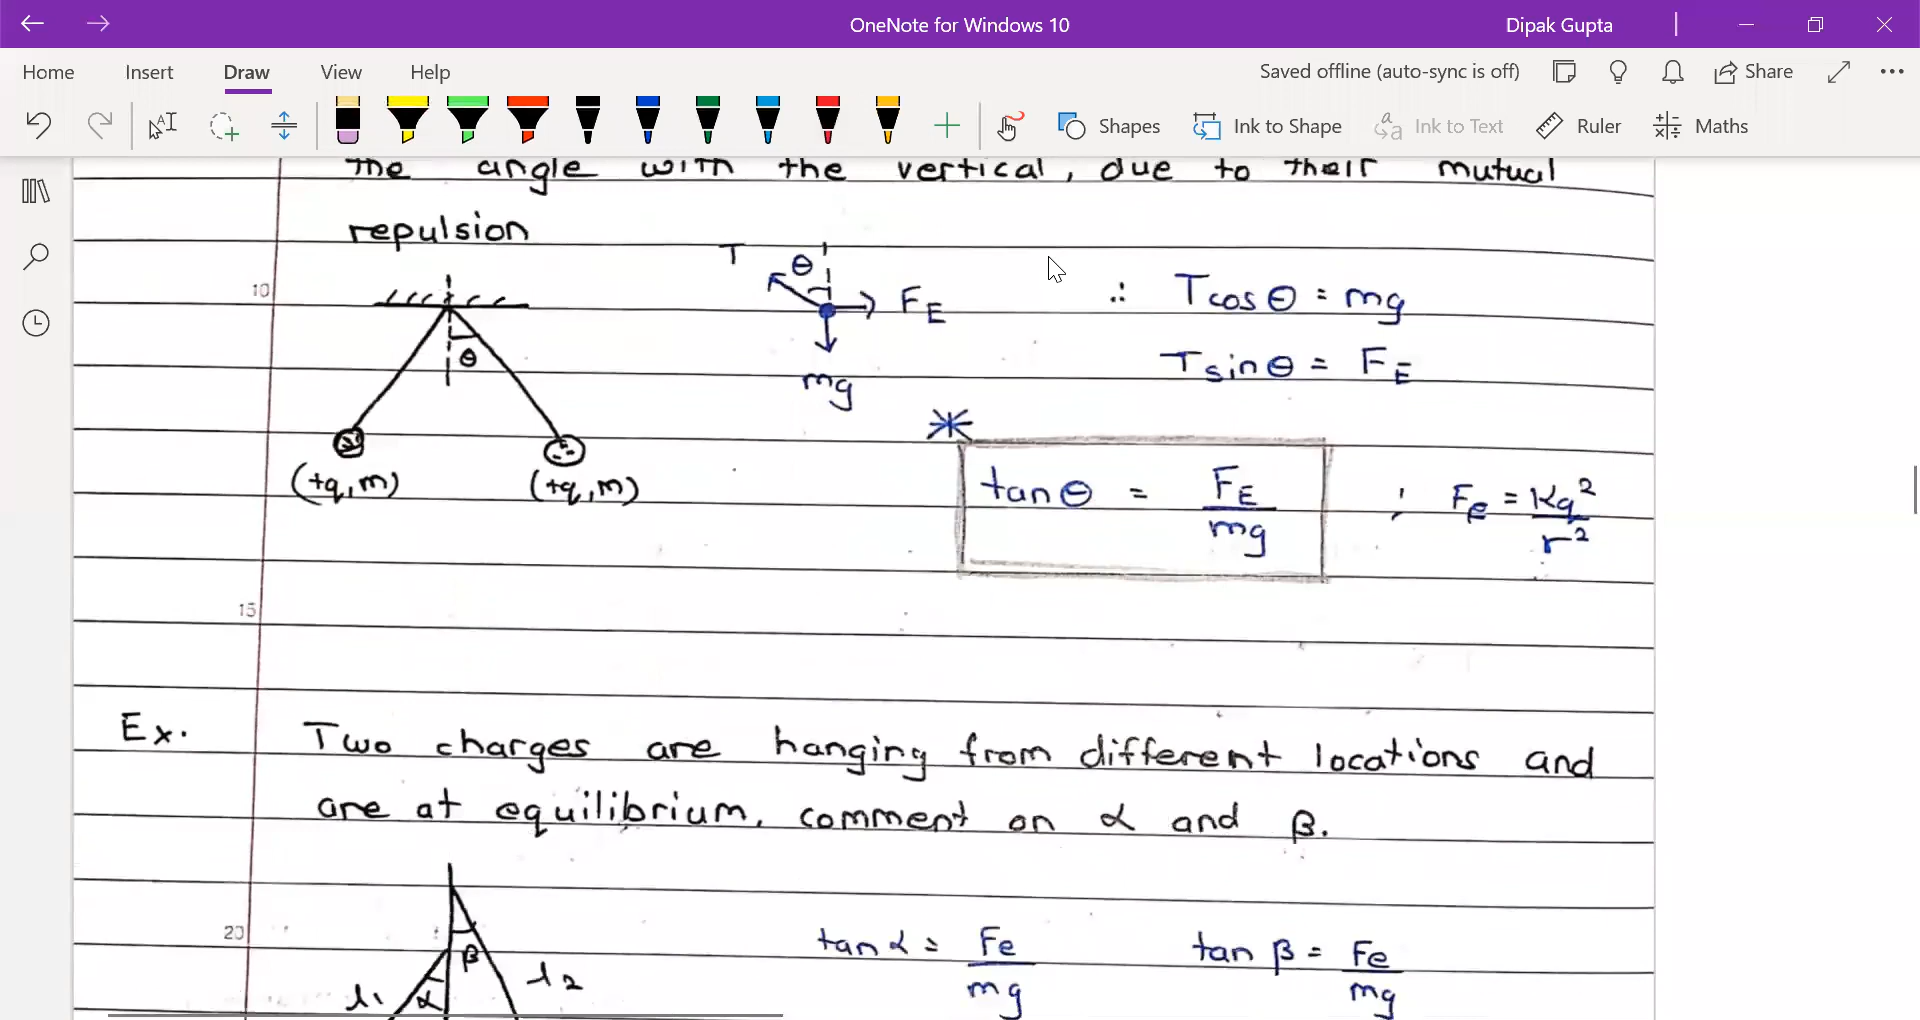 OneNote for Windows 10
Dipak Gupta
Home Insert Draw View Help
Saved offline (auto-sync is off)
Share
Shapes
Ink to Shape
Ink to Text
Ruler
Maths
the angle with the vertical, due to their mutual
repulsion
10
θ
(+q,m) (+q,m)
T θ
F_E
mg
∴ Tcosθ = mg
Tsinθ = F_E
* tanθ = F_E/mg ; F_e = Kq²/r²
15
Ex. Two charges are hanging from different locations and
are at equilibrium, comment on α and β.
20
β
l₁ α l₂
tan α = Fe/mg tan β = Fe/mg